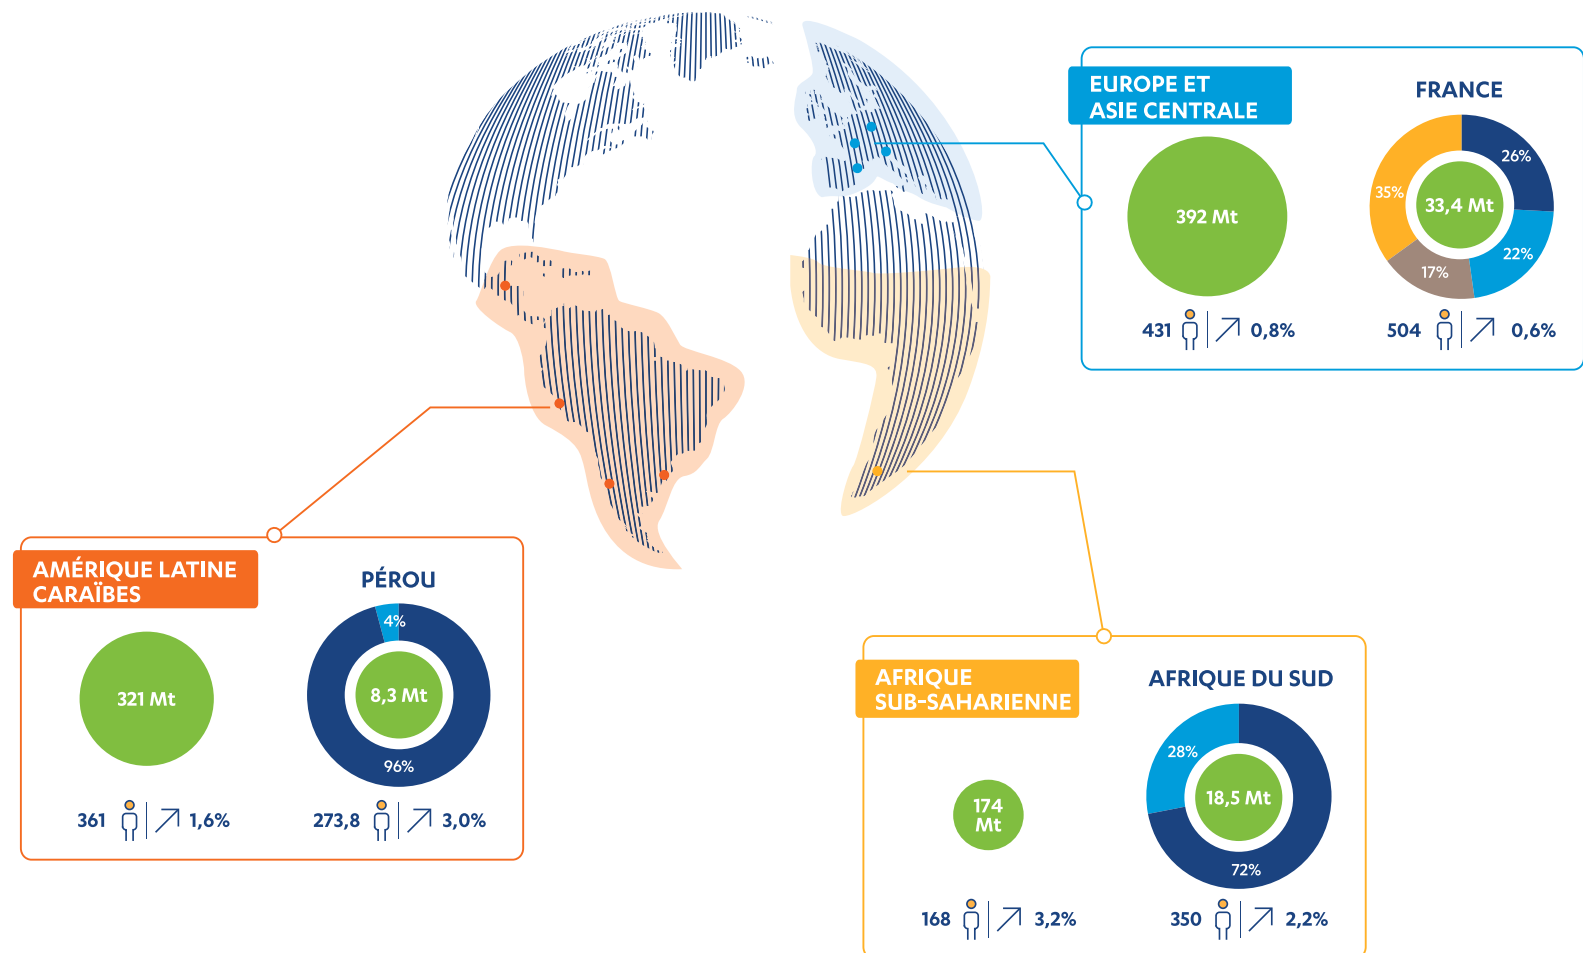 EUROPE ET
ASIE CENTRALE
FRANCE
392 Mt
26%
35%
33,4 Mt
22%
17%
431
0,8%
504
0,6%
AMÉRIQUE LATINE
CARAÏBES
PÉROU
321 Mt
4%
8,3 Mt
96%
361
1,6%
273,8
3,0%
AFRIQUE
SUB-SAHARIENNE
AFRIQUE DU SUD
174
Mt
28%
18,5 Mt
72%
168
3,2%
350
2,2%